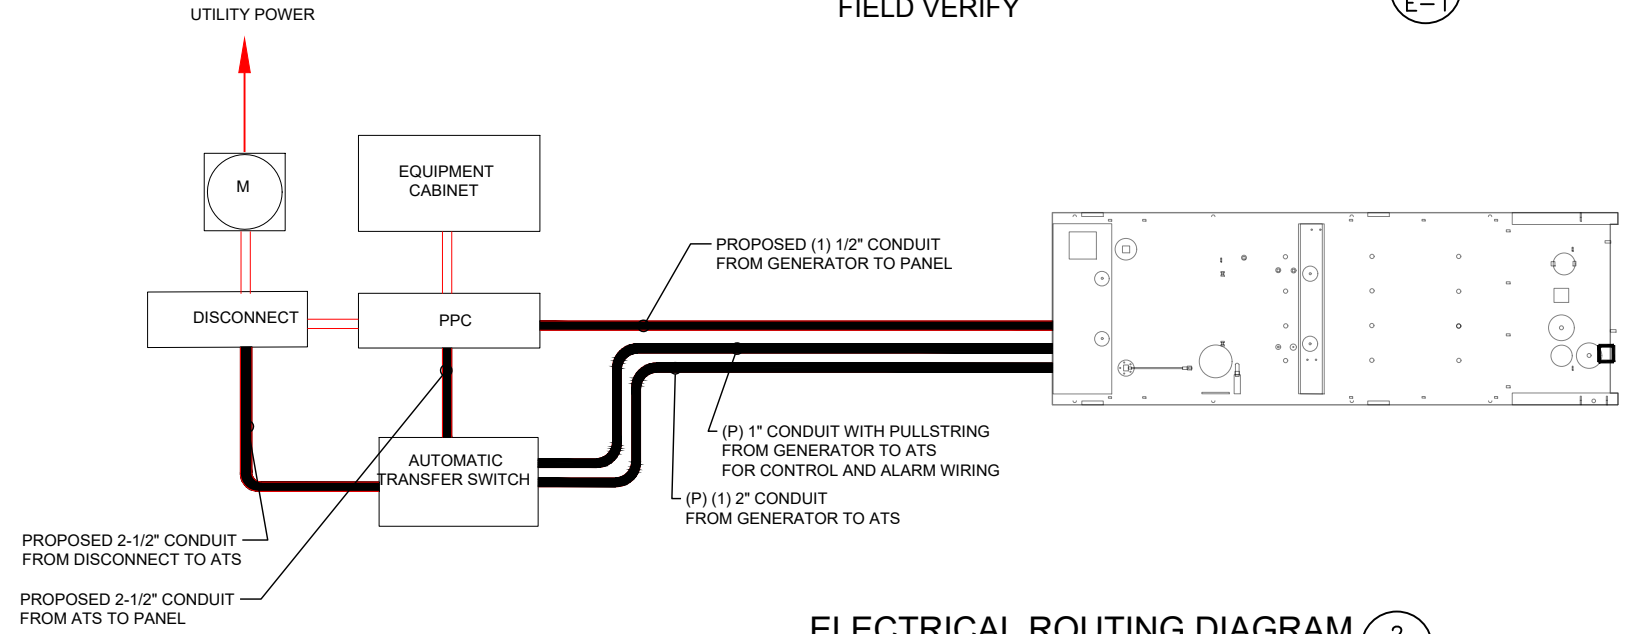 UTILITY POWER
FIELD VERIFY
E-1
M
EQUIPMENT
CABINET
PROPOSED (1) 1/2" CONDUIT
FROM GENERATOR TO PANEL
DISCONNECT
PPC
(P) 1" CONDUIT WITH PULLSTRING
FROM GENERATOR TO ATS
FOR CONTROL AND ALARM WIRING
AUTOMATIC
TRANSFER SWITCH
(P) (1) 2" CONDUIT
FROM GENERATOR TO ATS
PROPOSED 2-1/2" CONDUIT
FROM DISCONNECT TO ATS
PROPOSED 2-1/2" CONDUIT
FROM ATS TO PANEL
ELECTRICAL ROUTING DIAGRAM
2